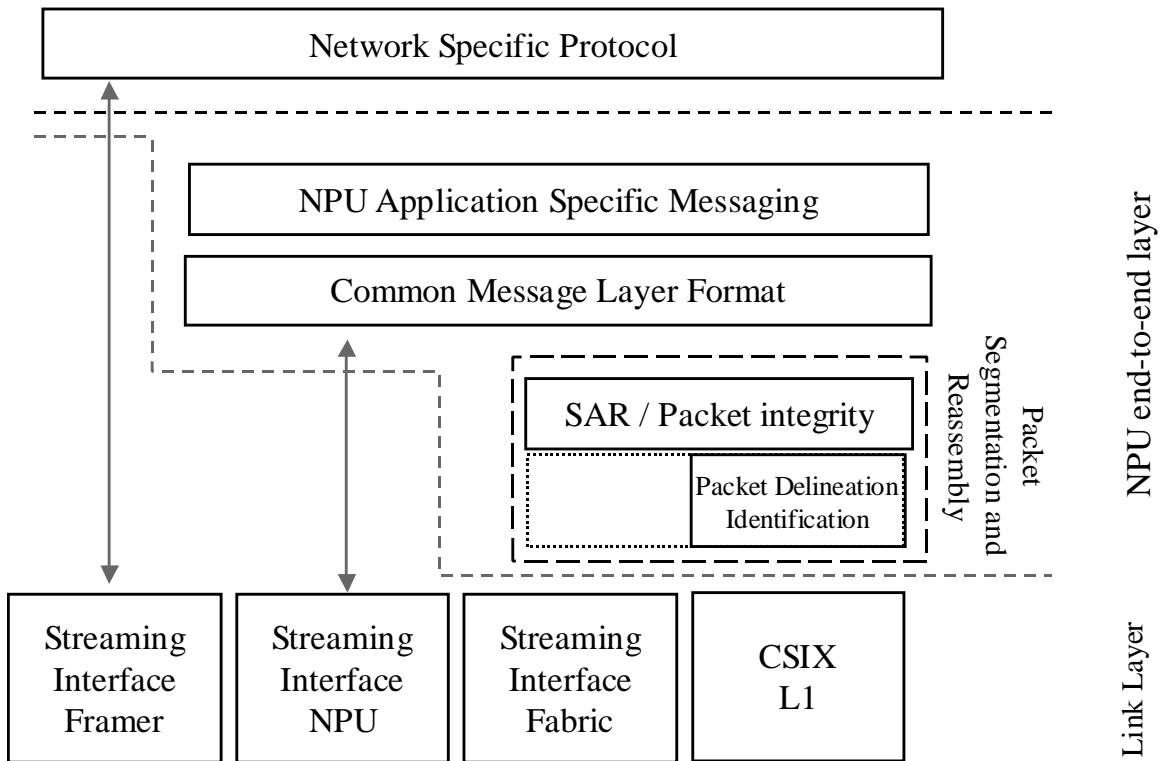 Network Specific Protocol
NPU Application Specific Messaging
Common Message Layer Format
SAR / Packet integrity
Packet Delineation
Identification
Packet
Segmentation and
Reassembly
NPU end-to-end layer
Streaming
Interface
Framer
Streaming
Interface
NPU
Streaming
Interface
Fabric
CSIX
L1
Link Layer